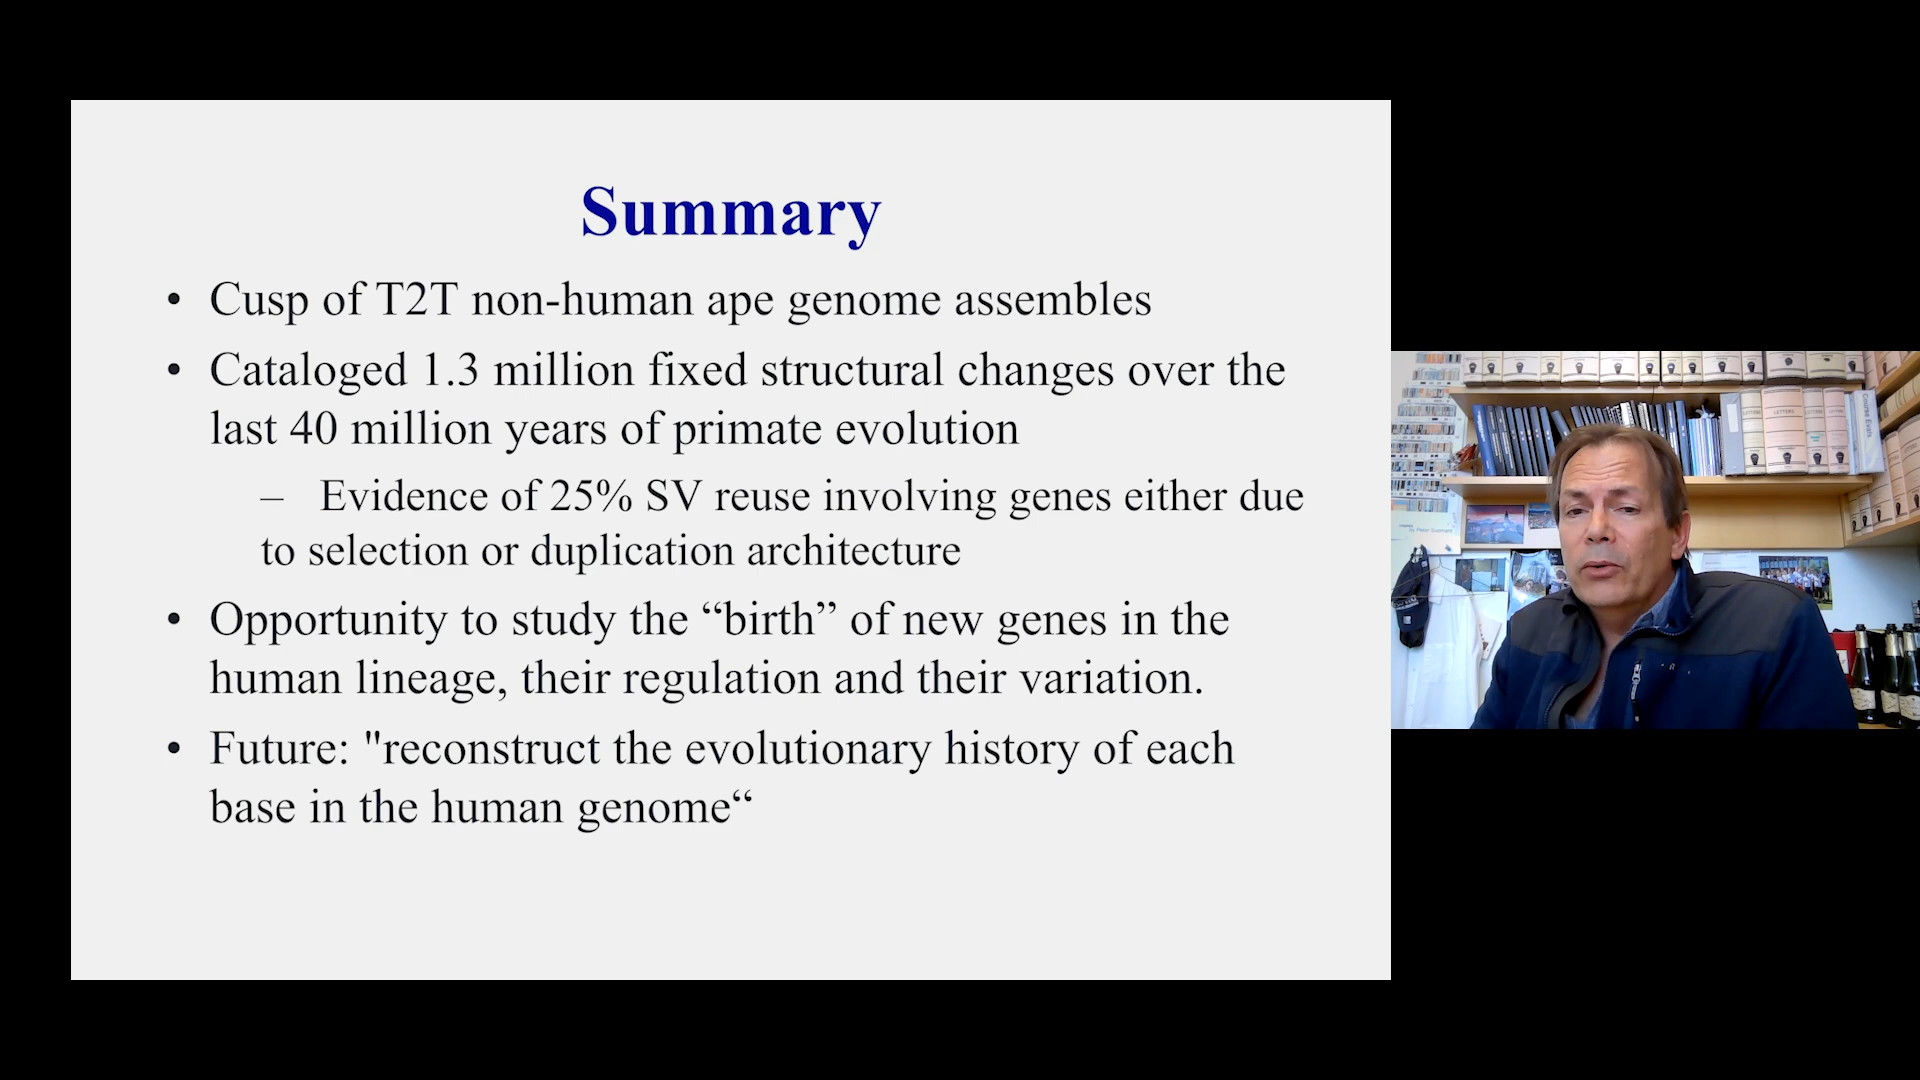 Summary
• Cusp of T2T non-human ape genome assembles
• Cataloged 1.3 million fixed structural changes over the
last 40 million years of primate evolution
– Evidence of 25% SV reuse involving genes either due
to selection or duplication architecture
• Opportunity to study the “birth” of new genes in the
human lineage, their regulation and their variation.
• Future: "reconstruct the evolutionary history of each
base in the human genome“
Course Evals